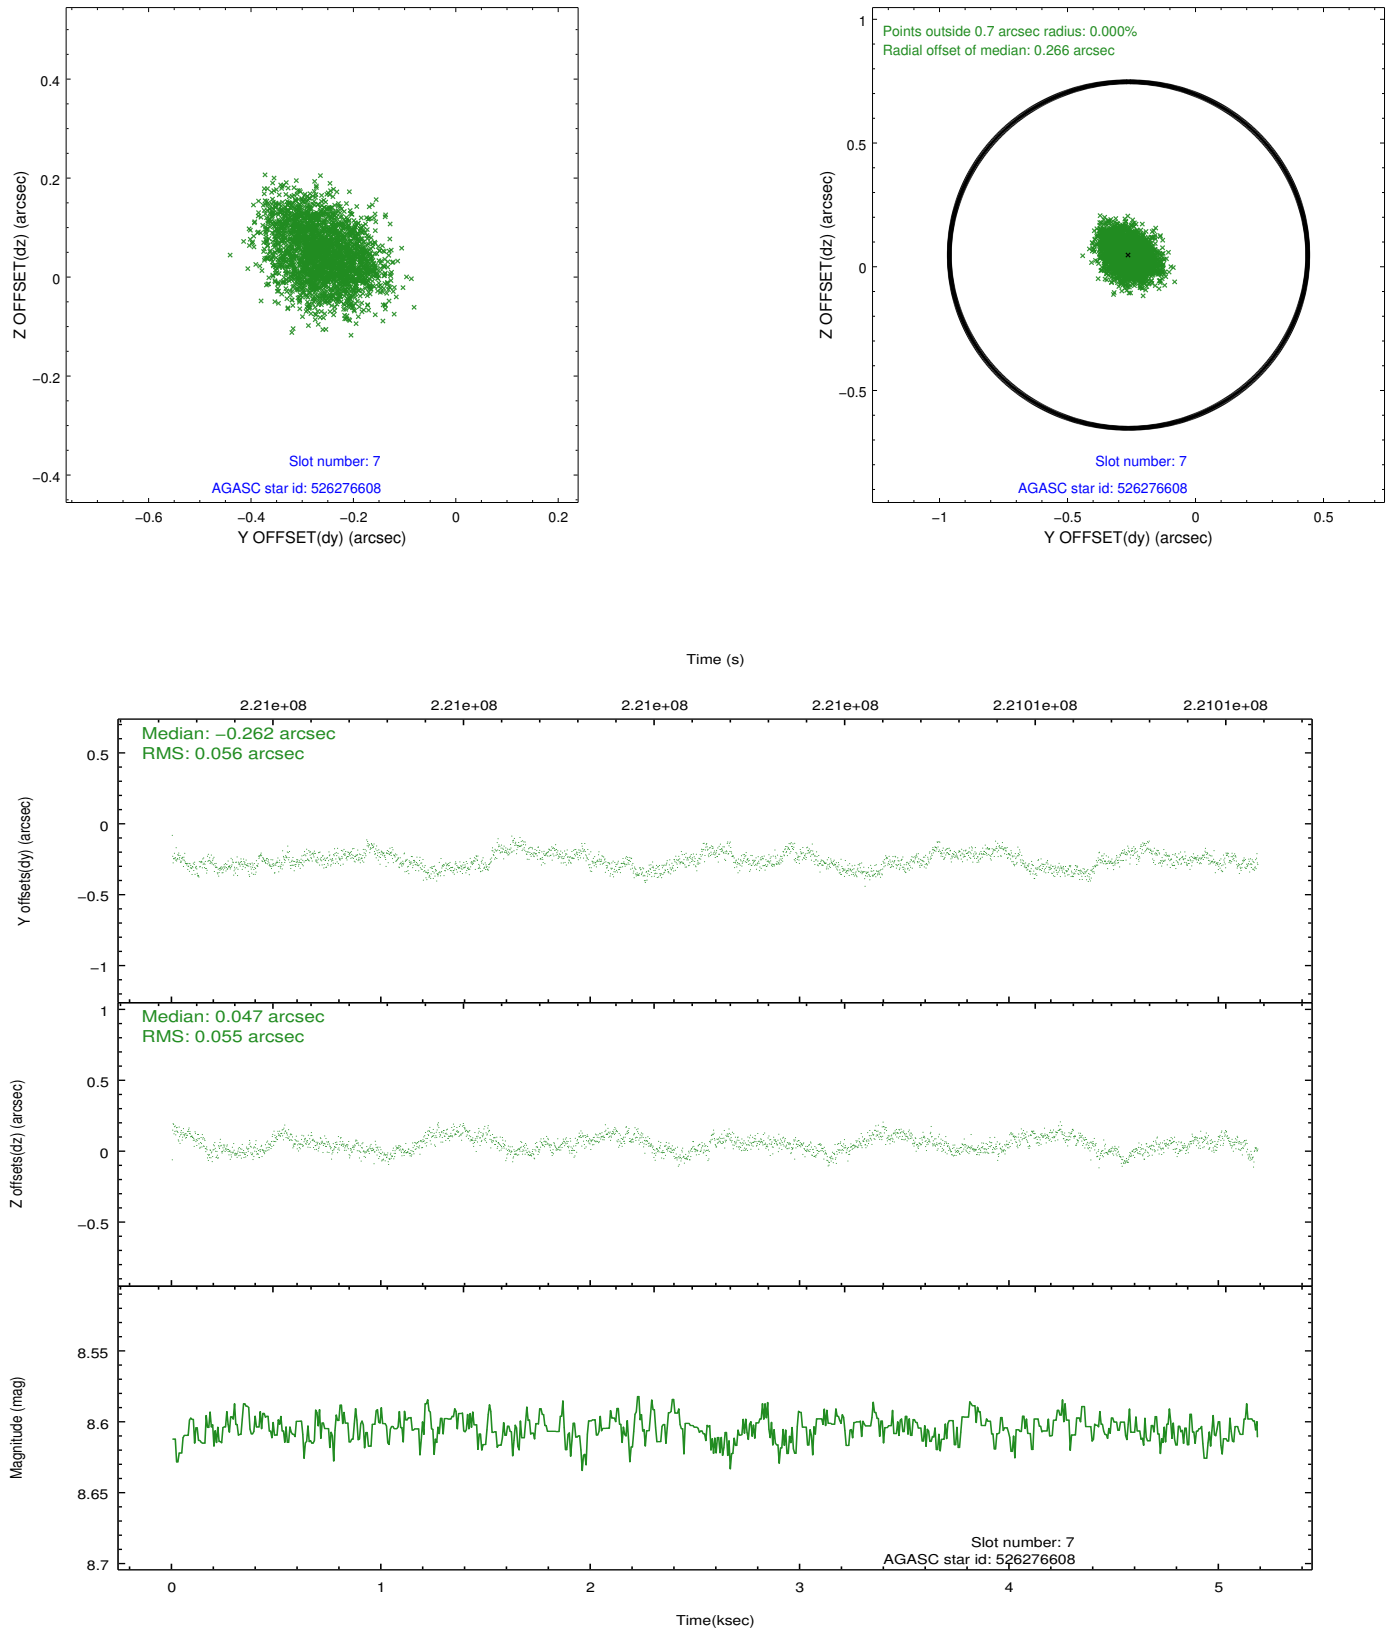 0.4
0.2
0
−0.2
−0.4
Z OFFSET(dz) (arcsec)
Slot number: 7
AGASC star id: 526276608
−0.6 −0.4 −0.2 0 0.2
Y OFFSET(dy) (arcsec)
Points outside 0.7 arcsec radius: 0.000%
Radial offset of median: 0.266 arcsec
1
0.5
0
−0.5
Z OFFSET(dz) (arcsec)
Slot number: 7
AGASC star id: 526276608
−1 −0.5 0 0.5
Y OFFSET(dy) (arcsec)
Time (s)
2.21e+08 2.21e+08 2.21e+08 2.21e+08 2.2101e+08 2.2101e+08
Median: −0.262 arcsec
RMS: 0.056 arcsec
0.5
0
−0.5
−1
Y offsets(dy) (arcsec)
Median: 0.047 arcsec
RMS: 0.055 arcsec
1
0.5
0
−0.5
Z offsets(dz) (arcsec)
8.55
8.6
8.65
8.7
Magnitude (mag)
Slot number: 7
AGASC star id: 526276608
0 1 2 3 4 5
Time(ksec)